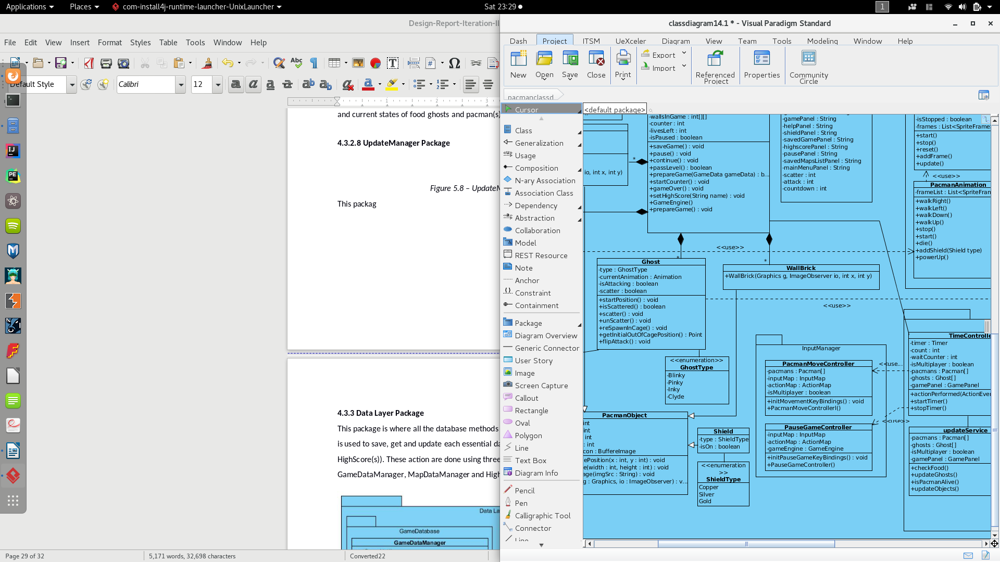 Applications
Places
com-install4j-runtime-launcher-UnixLauncher
Sat 23:29
1
Design-Report-Iteration-II
File Edit View Insert Format Styles Table Tools Window Help
Default Style
Calibri
12
1 2 3
and current states of food ghosts and pacman(s)
4.3.2.8 UpdateManager Package
Figure 5.8 – UpdateM
This packag
4.3.3 Data Layer Package
This package is where all the database methods
is used to save, get and update each essential da
HighScore(s)). These action are done using three
GameDataManager, MapDataManager and High
Data La
GameDatabase
GameDataManager
Page 29 of 32
5,171 words, 32,698 characters
Converted22
classdiagram14.1 * - Visual Paradigm Standard
Dash Project ITSM UeXceler Diagram View Team Tools Modeling Window Help
New Open Save Close Print
Export
Import
Referenced
Project
Properties
Community
Circle
pacmanclassd
<default package>
Cursor
Class
Generalization
Usage
Composition
N-ary Association
Association Class
Dependency
Abstraction
Collaboration
Model
REST Resource
Note
Anchor
Constraint
Containment
Package
Diagram Overview
Generic Connector
User Story
Image
Screen Capture
Callout
Rectangle
Oval
Polygon
Line
Text Box
Diagram Info
Pencil
Pen
Calligraphic Tool
Connector
Line
io, int x, int y)
*
-wallsInGame : int[][]
-counter : int
-livesLeft : int
-isPaused : boolean
+saveGame() : void
+pause() : void
+continue() : void
+passLevel() : boolean
+prepareGame(GameData gameData) : b...
+startCounter() : void
+gameOver() : void
+setHighScore(String name) : void
+GameEngine()
+prepareGame() : void
-gamePanel : String
-helpPanel : String
-shieldPanel : String
-savedGamePanel : String
-highscorePanel : String
-pausePanel : String
-savedMapsListPanel : String
-mainMenuPanel : String
-scatter : int
-attack : int
-countdown : int
-isStopped : boolean
-frames : List<SpriteFrame
+start()
+stop()
+reset()
+addFrame()
+update()
<<use>>
PacmanAnimation
-frameList : List<SpriteFran
+walkRight()
+walkLeft()
+walkDown()
+walkUp()
+stop()
+start()
+die()
+addShield(Shield type)
+powerUp()
<<use>>
*
*
Ghost
-type : GhostType
-currentAnimation : Animation
-isAttacking : boolean
-scatter : boolean
+startPosition() : void
+isScattered() : boolean
+scatter() : void
+unScatter() : void
+reSpawnInCage() : void
+getInitialOutOfCagePosition() : Point
+flipAttack() : void
WallBrick
+WallBrick(Graphics g, ImageObserver io, int x, int y)
<<use>>
<<enumeration>>
GhostType
-Blinky
-Pinky
-Inky
-Clyde
InputManager
PacmanMoveController
-pacmans : Pacman[]
-inputMap : InputMap
-actionMap : ActionMap
-isMultiplayer : boolean
+initMovementKeyBindings() : void
+PacmanMoveControllerl()
<<use...
PauseGameController
-inputMap : InputMap
-actionMap : ActionMap
-gameEngine : GameEngine
+initPauseGameKeyBindings() : void
+PauseGameController()
<<use>>
TimeControlle
-timer : Timer
-count : int
-waitCounter : int
-isMultiplayer : boolean
-pacmans : Pacman[]
-ghosts : Ghost[]
-gamePanel : GamePanel
+actionPerformed(ActionEver
+startTimer()
+stopTimer()
updateService
-pacmans : Pacman[]
-ghosts : Ghost[]
-isMultiplayer : boolean
-gamePanel : GamePanel
+checkFood()
+updateGhosts()
+isPacmanAlive()
+updateObjects()
PacmanObject
int
int
int
: int
con : BuffereImage
ePosition(x : int, y : int) : void
e(width : int, height : int) : void
age(imgSrc : String) : void
g : Graphics, io : ImageObserver) : v...
Shield
-type : ShieldType
-isOn : boolean
<<enumeration
>>
ShieldType
Copper
Silver
Gold